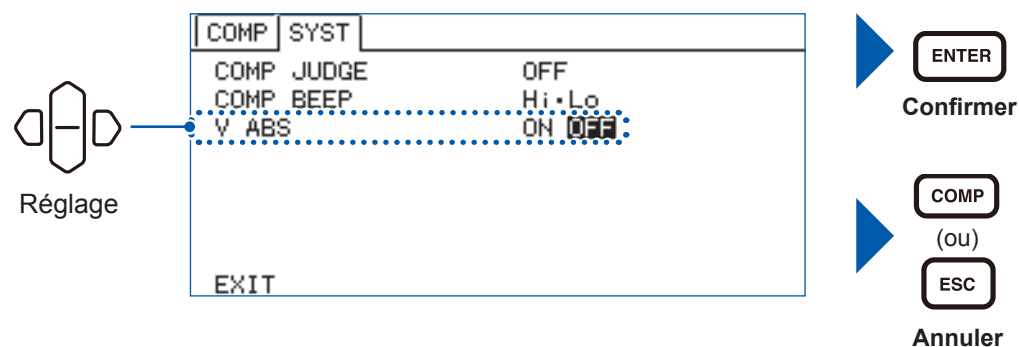 COMP SYST
COMP JUDGE OFF
COMP BEEP Hi•Lo
V ABS ON OFF
EXIT
Réglage
ENTER
Confirmer
COMP
(ou)
ESC
Annuler